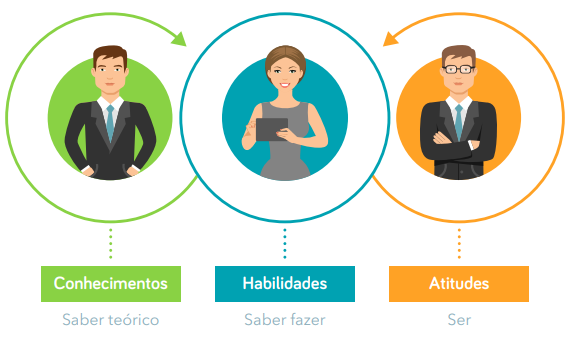 Conhecimentos
Habilidades
Atitudes
Saber teórico
Saber fazer
Ser